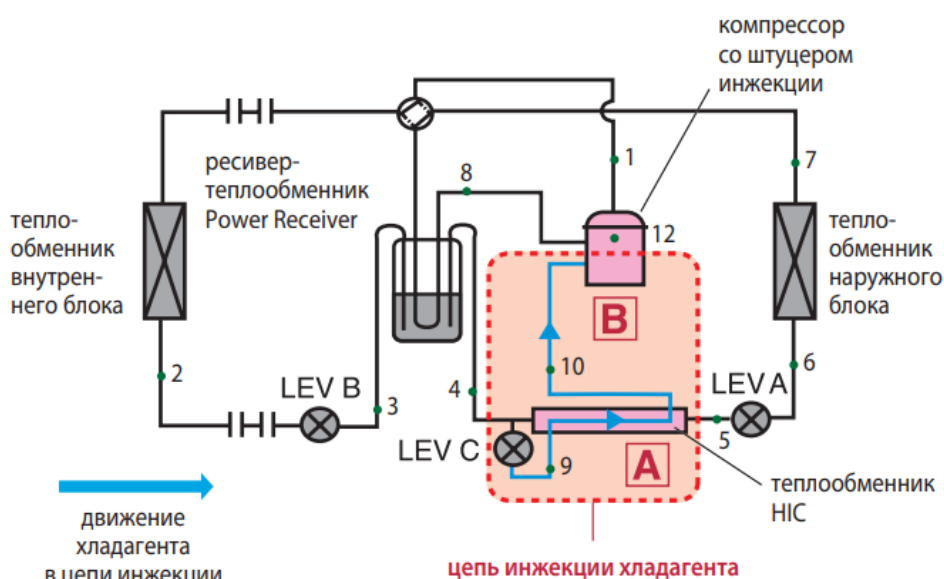 компрессор
со штуцером
инжекции
ресивер-
теплообменник
Power Receiver
1
7
8
12
тепло-
обменник
внутрен-
него блока
тепло-
обменник
наружного
блока
B
2
LEV B
3
4
10
LEV A
6
5
LEV C
9
A
теплообменник
HIC
движение
хладагента
в цепи инжекции
цепь инжекции хладагента